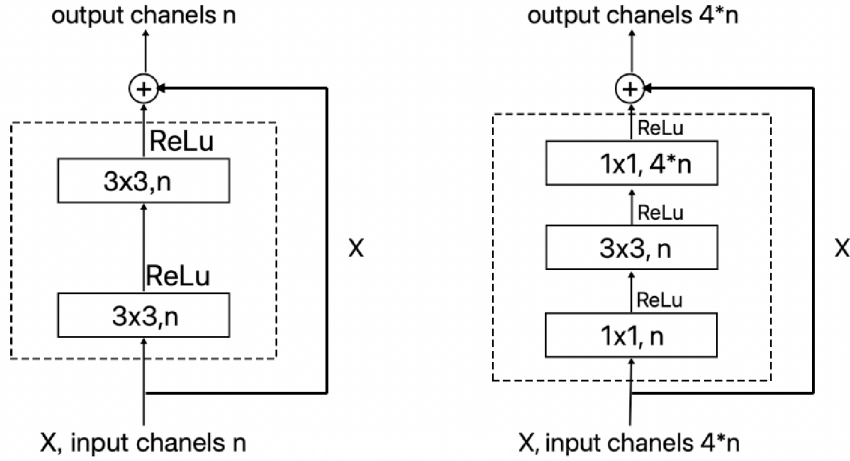 output chanels n
+
ReLu
3x3,n
ReLu
3x3,n
X
X, input chanels n
output chanels 4*n
+
ReLu
1x1, 4*n
ReLu
3x3, n
ReLu
1x1, n
X
X, input chanels 4*n